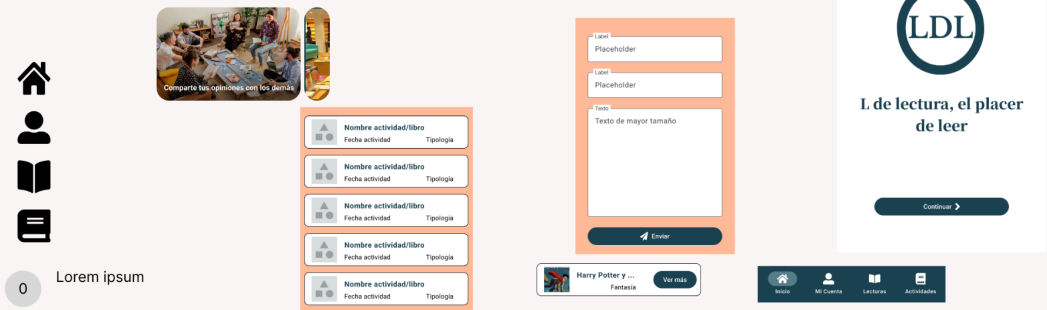 Comparte tus opiniones con los demás
Nombre actividad/libro
Fecha actividad Tipología
Nombre actividad/libro
Fecha actividad Tipología
Nombre actividad/libro
Fecha actividad Tipología
Nombre actividad/libro
Fecha actividad Tipología
Nombre actividad/libro
Fecha actividad Tipología
0
Lorem ipsum
Label
Placeholder
Label
Placeholder
Texto
Texto de mayor tamaño
Enviar
Harry Potter y ...
Fantasía
Ver más
LDL
L de lectura, el placer
de leer
Continuar
Inicio Mi Cuenta Lecturas Actividades